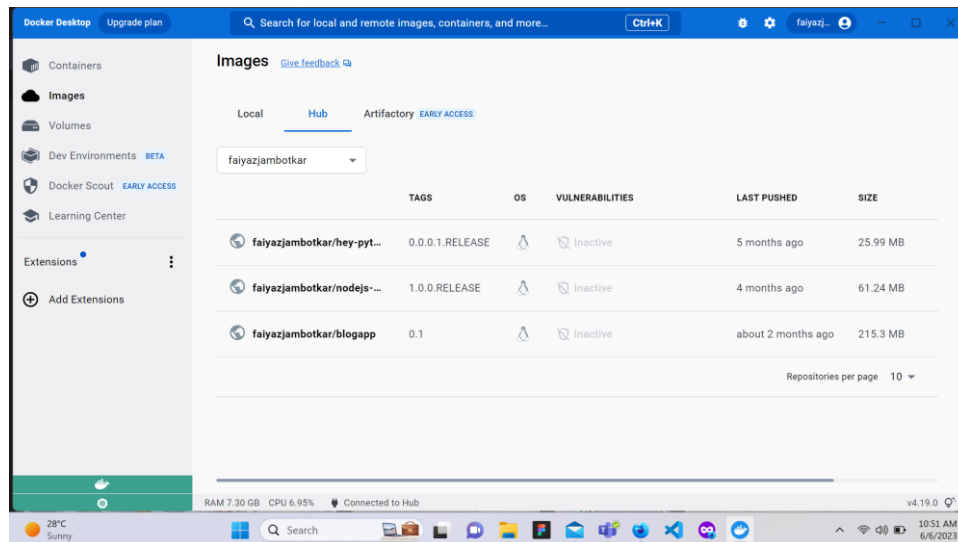 Docker Desktop Upgrade plan
Search for local and remote images, containers, and more...
Ctrl+K
faiyazj...
Containers
Images
Volumes
Dev Environments BETA
Docker Scout EARLY ACCESS
Learning Center
Extensions
Add Extensions
Images Give feedback
Local Hub Artifactory EARLY ACCESS
faiyazjambotkar
TAGS OS VULNERABILITIES LAST PUSHED SIZE
faiyazjambotkar/hey-pyt... 0.0.0.1.RELEASE Inactive 5 months ago 25.99 MB
faiyazjambotkar/nodejs-... 1.0.0.RELEASE Inactive 4 months ago 61.24 MB
faiyazjambotkar/blogapp 0.1 Inactive about 2 months ago 215.3 MB
Repositories per page 10
RAM 7.30 GB CPU 6.95% Connected to Hub
v4.19.0
28°C
Sunny
Search
10:51 AM
6/6/2023